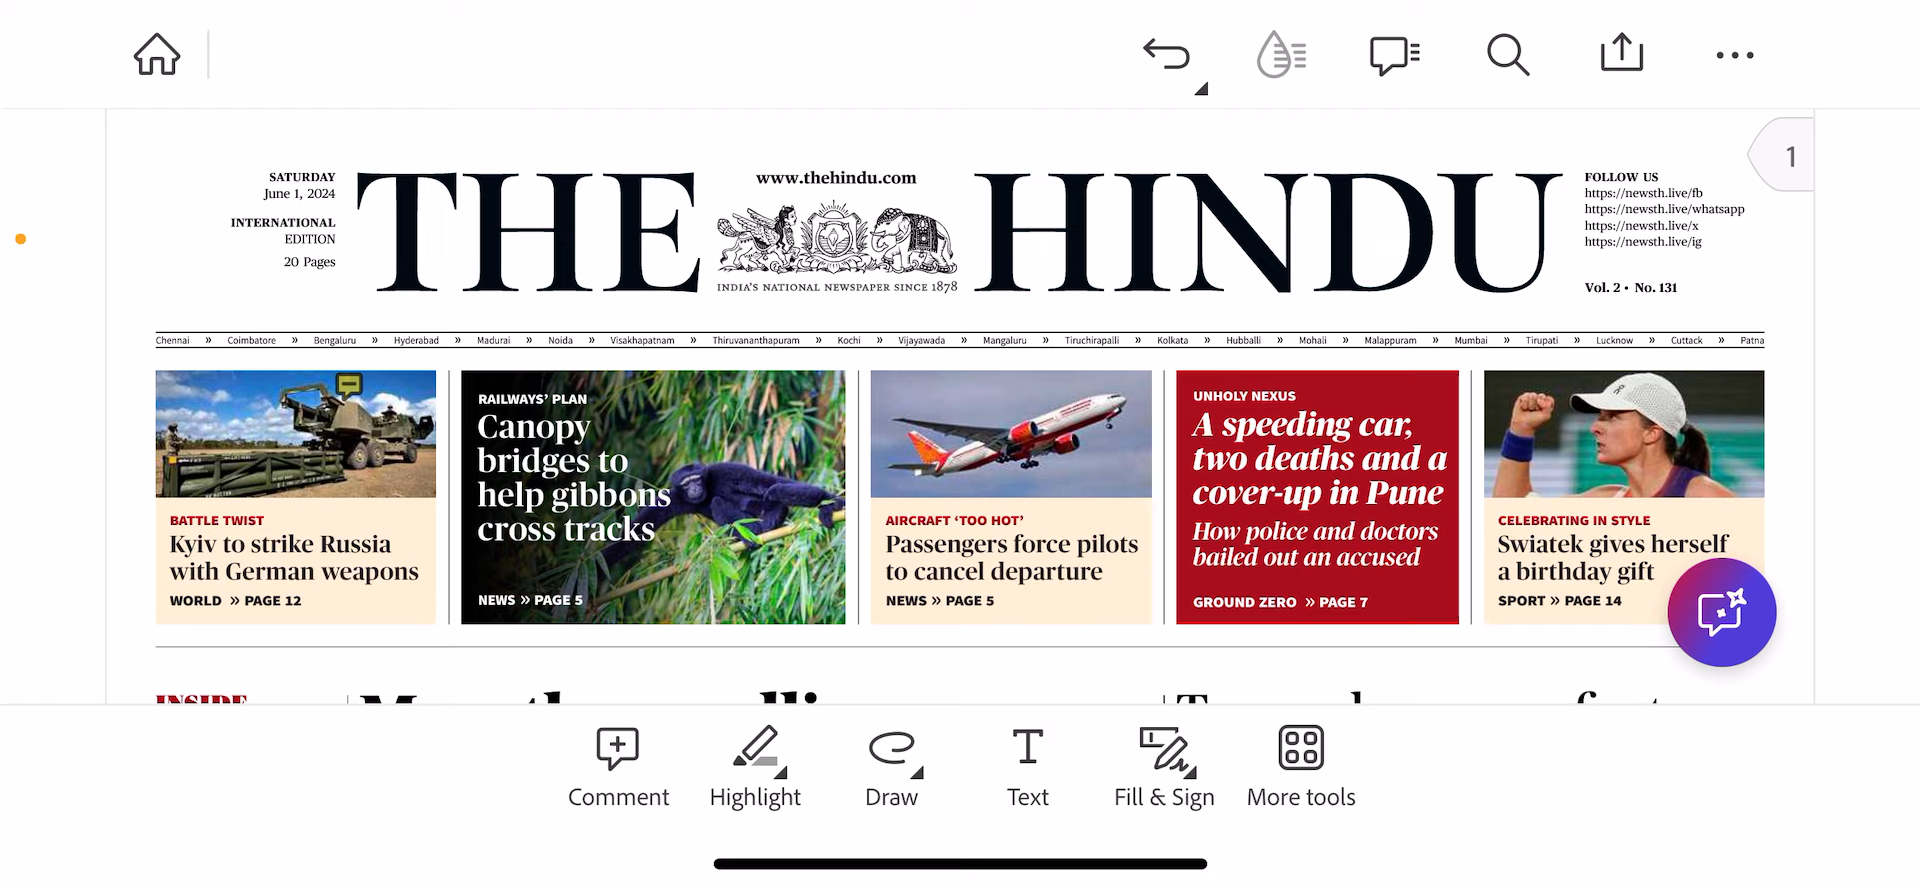 1
SATURDAY
June 1, 2024
INTERNATIONAL
EDITION
20 Pages
THE HINDU
www.thehindu.com
INDIA'S NATIONAL NEWSPAPER SINCE 1878
FOLLOW US
https://newsth.live/fb
https://newsth.live/whatsapp
https://newsth.live/x
https://newsth.live/ig
Vol. 2 • No. 131
Chennai » Coimbatore » Bengaluru » Hyderabad » Madurai » Noida » Visakhapatnam » Thiruvananthapuram » Kochi » Vijayawada » Mangaluru » Tiruchirapalli » Kolkata » Hubballi » Mohali » Malappuram » Mumbai » Tirupati » Lucknow » Cuttack » Patna
BATTLE TWIST
Kyiv to strike Russia
with German weapons
WORLD » PAGE 12
RAILWAYS' PLAN
Canopy
bridges to
help gibbons
cross tracks
NEWS » PAGE 5
AIRCRAFT ‘TOO HOT’
Passengers force pilots
to cancel departure
NEWS » PAGE 5
UNHOLY NEXUS
A speeding car,
two deaths and a
cover-up in Pune
How police and doctors
bailed out an accused
GROUND ZERO » PAGE 7
CELEBRATING IN STYLE
Swiatek gives herself
a birthday gift
SPORT » PAGE 14
INSIDE
Comment
Highlight
Draw
Text
Fill & Sign
More tools